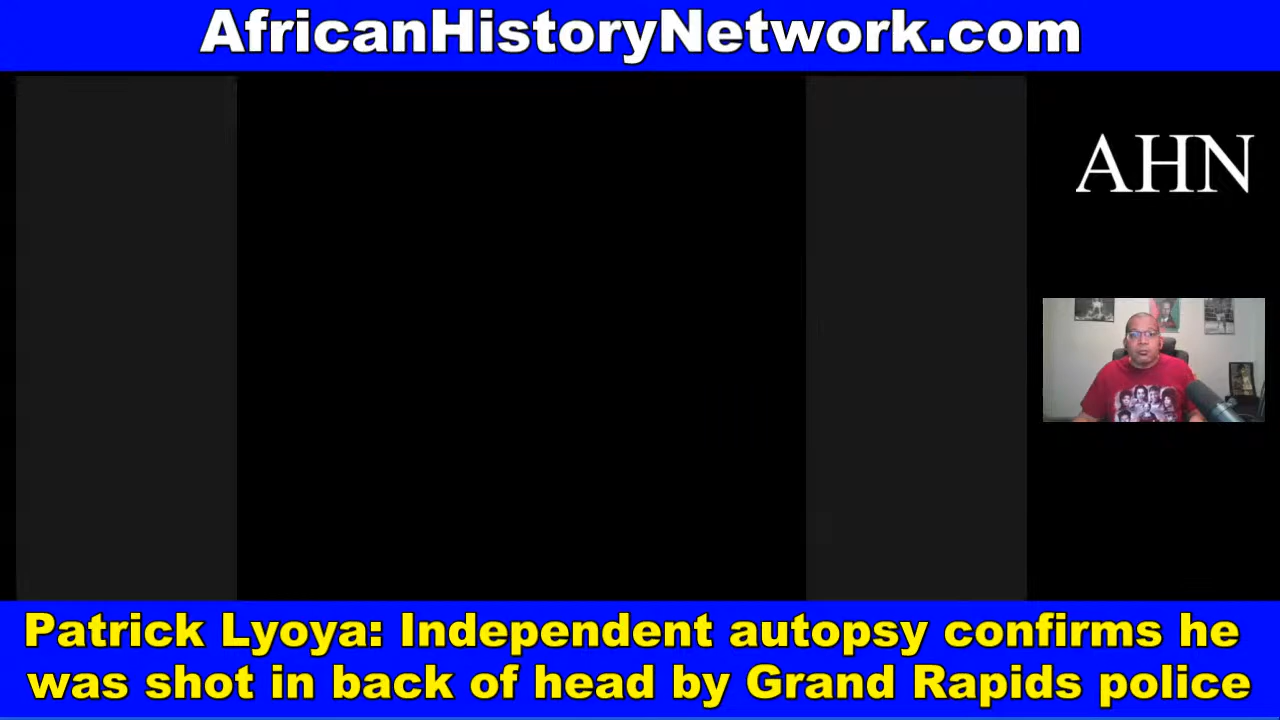 AfricanHistoryNetwork.com
AHN
Patrick Lyoya: Independent autopsy confirms he
was shot in back of head by Grand Rapids police